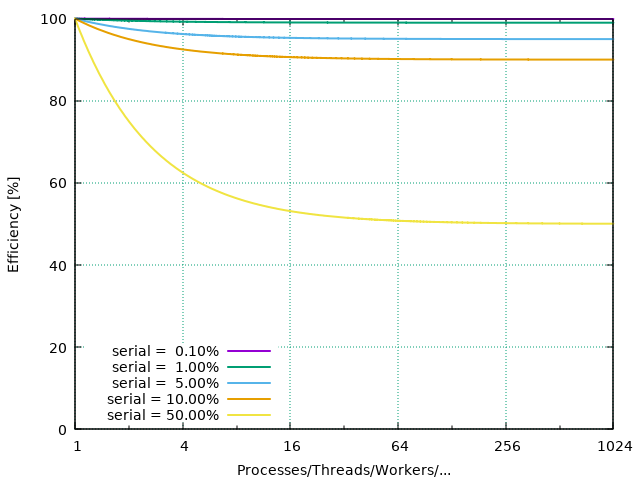 100
80
60
40
20
0
Efficiency [%]
serial = 0.10%
serial = 1.00%
serial = 5.00%
serial = 10.00%
serial = 50.00%
1 4 16 64 256 1024
Processes/Threads/Workers/...